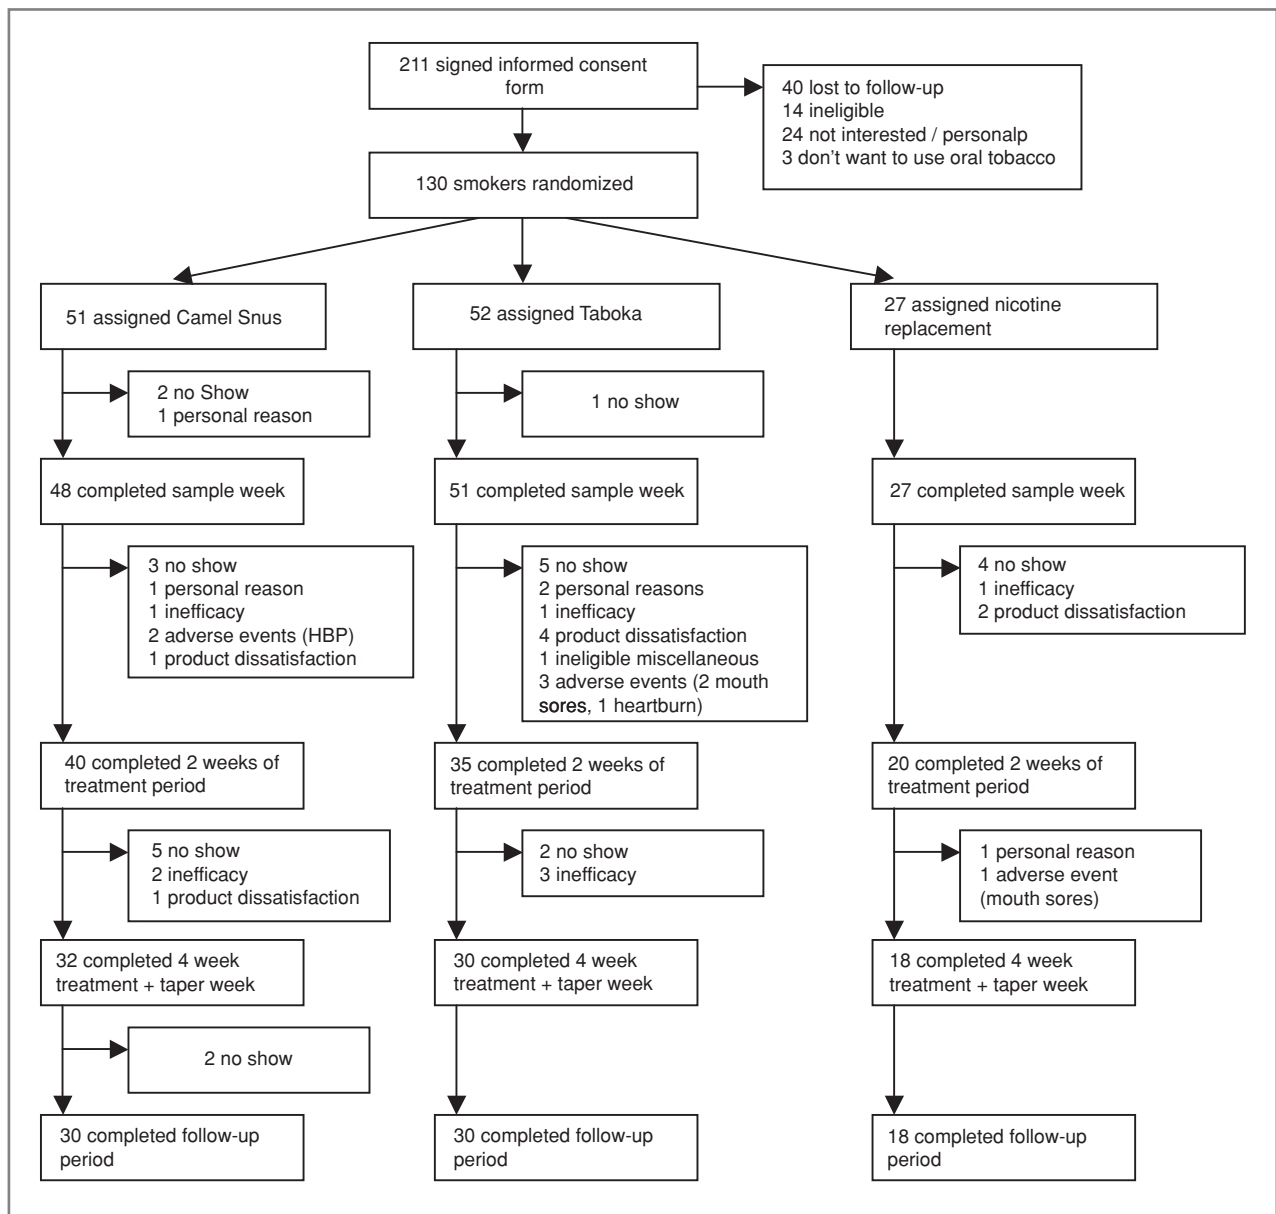 211 signed informed consent
form
40 lost to follow-up
14 ineligible
24 not interested / personalp
3 don't want to use oral tobacco
130 smokers randomized
51 assigned Camel Snus
52 assigned Taboka
27 assigned nicotine
replacement
2 no Show
1 personal reason
1 no show
48 completed sample week
51 completed sample week
27 completed sample week
3 no show
1 personal reason
1 inefficacy
2 adverse events (HBP)
1 product dissatisfaction
5 no show
2 personal reasons
1 inefficacy
4 product dissatisfaction
1 ineligible miscellaneous
3 adverse events (2 mouth
sores, 1 heartburn)
4 no show
1 inefficacy
2 product dissatisfaction
40 completed 2 weeks of
treatment period
35 completed 2 weeks of
treatment period
20 completed 2 weeks of
treatment period
5 no show
2 inefficacy
1 product dissatisfaction
2 no show
3 inefficacy
1 personal reason
1 adverse event
(mouth sores)
32 completed 4 week
treatment + taper week
30 completed 4 week
treatment + taper week
18 completed 4 week
treatment + taper week
2 no show
30 completed follow-up
period
30 completed follow-up
period
18 completed follow-up
period